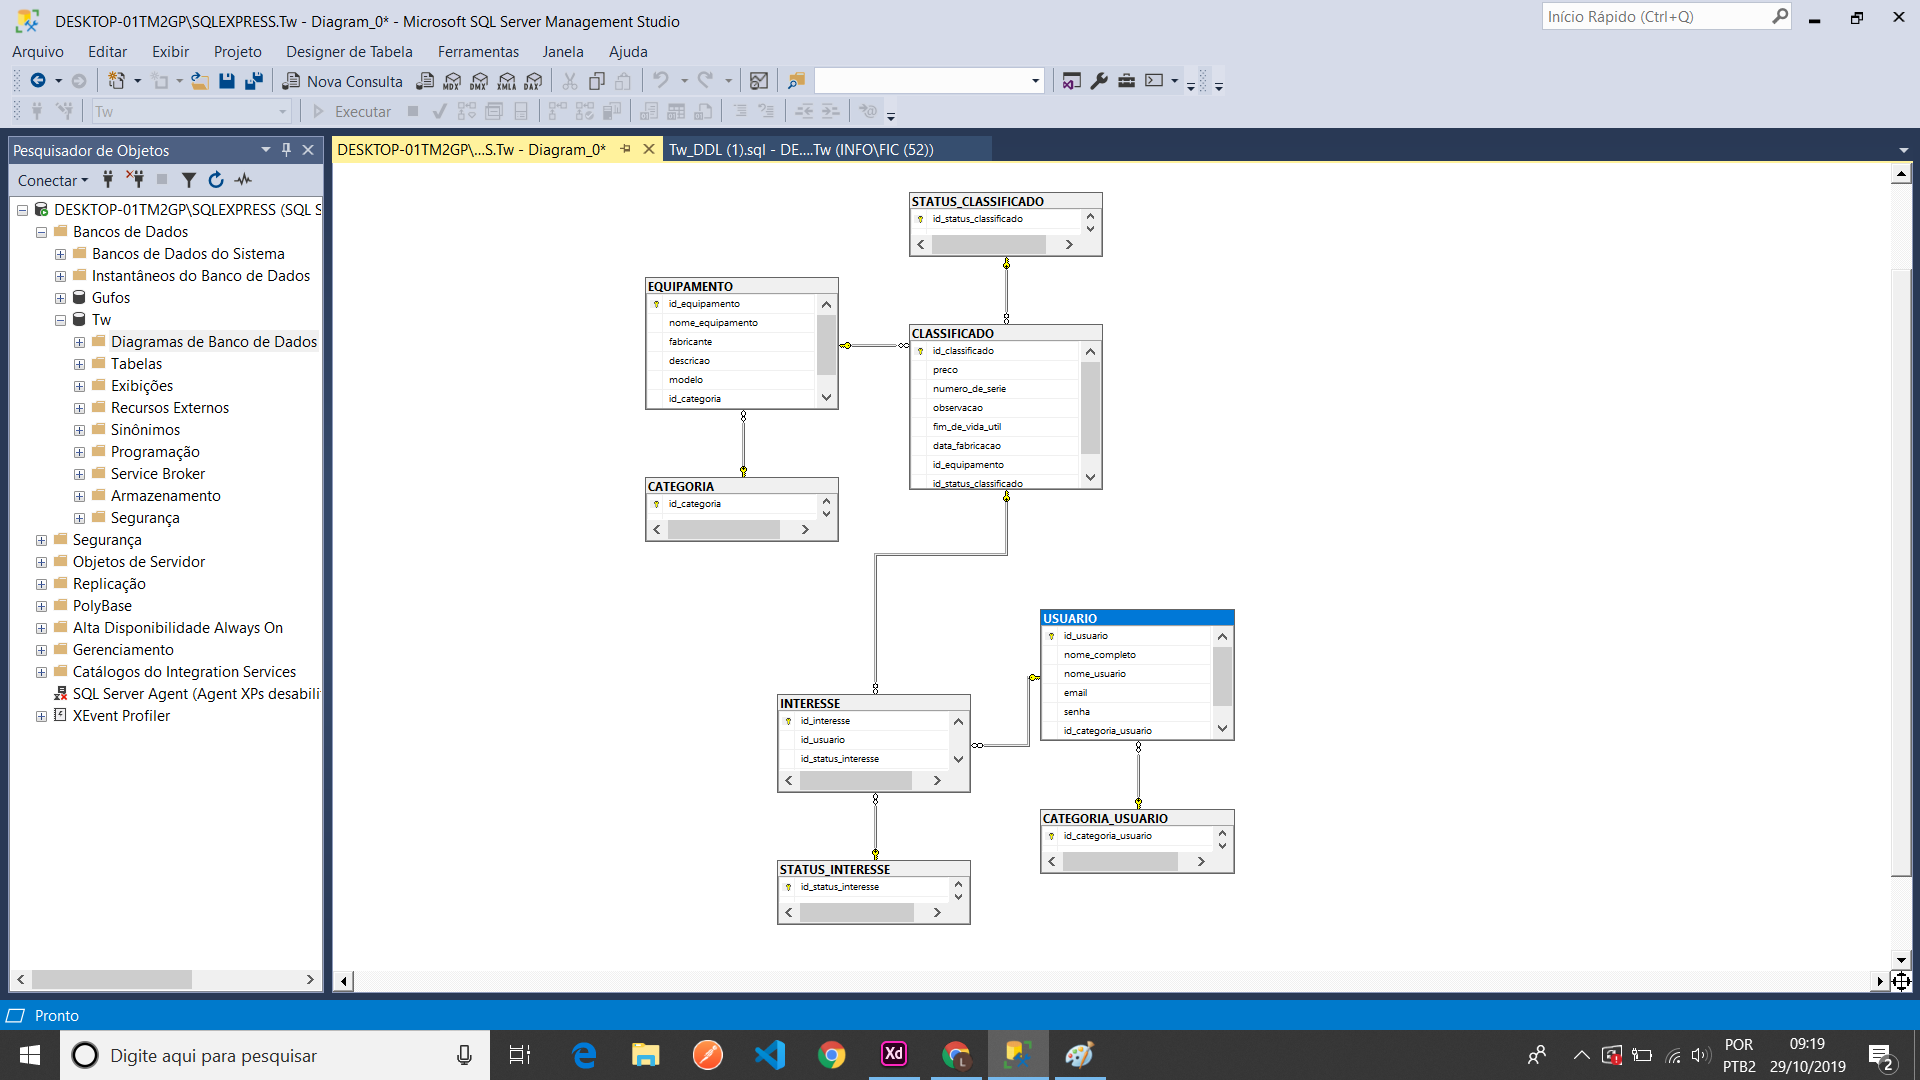 DESKTOP-01TM2GP\SQLEXPRESS.Tw - Diagram_0* - Microsoft SQL Server Management Studio
Início Rápido (Ctrl+Q)
Arquivo Editar Exibir Projeto Designer de Tabela Ferramentas Janela Ajuda
Nova Consulta MDX DMX XMLA DAX
Tw Executar
Pesquisador de Objetos
DESKTOP-01TM2GP\...S.Tw - Diagram_0*
Tw_DDL (1).sql - DE....Tw (INFO\FIC (52))
Conectar
DESKTOP-01TM2GP\SQLEXPRESS (SQL S
Bancos de Dados
Bancos de Dados do Sistema
Instantâneos do Banco de Dados
Gufos
Tw
Diagramas de Banco de Dados
Tabelas
Exibições
Recursos Externos
Sinônimos
Programação
Service Broker
Armazenamento
Segurança
Segurança
Objetos de Servidor
Replicação
PolyBase
Alta Disponibilidade Always On
Gerenciamento
Catálogos do Integration Services
SQL Server Agent (Agent XPs desabili
XEvent Profiler
STATUS_CLASSIFICADO
id_status_classificado
EQUIPAMENTO
id_equipamento
nome_equipamento
fabricante
descricao
modelo
id_categoria
CLASSIFICADO
id_classificado
preco
numero_de_serie
observacao
fim_de_vida_util
data_fabricacao
id_equipamento
id_status_classificado
CATEGORIA
id_categoria
USUARIO
id_usuario
nome_completo
nome_usuario
email
senha
id_categoria_usuario
INTERESSE
id_interesse
id_usuario
id_status_interesse
CATEGORIA_USUARIO
id_categoria_usuario
STATUS_INTERESSE
id_status_interesse
Pronto
Digite aqui para pesquisar
Xd
L
POR
PTB2
09:19
29/10/2019
2